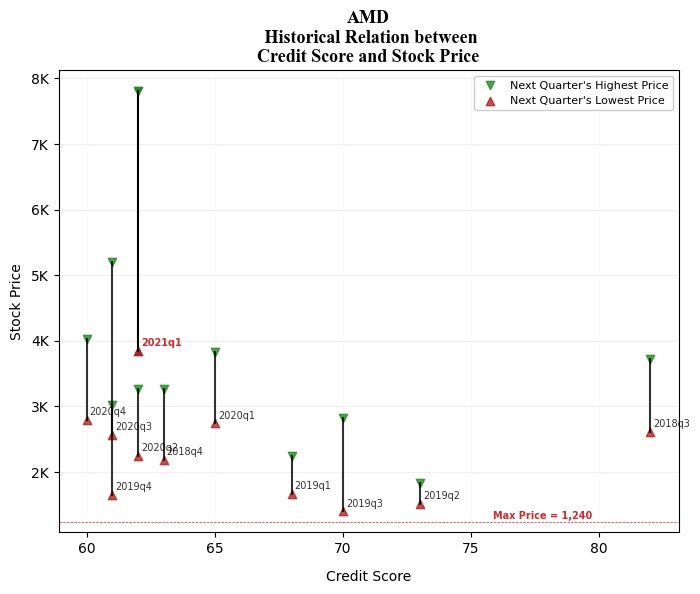 AMD
Historical Relation between
Credit Score and Stock Price
Next Quarter's Highest Price
Next Quarter's Lowest Price
8K
7K
6K
5K
4K
3K
2K
Stock Price
2021q1
2020q4
2020q3
2020q2
2018q4
2020q1
2018q3
2019q4
2019q1
2019q3
2019q2
Max Price = 1,240
60
65
70
75
80
Credit Score